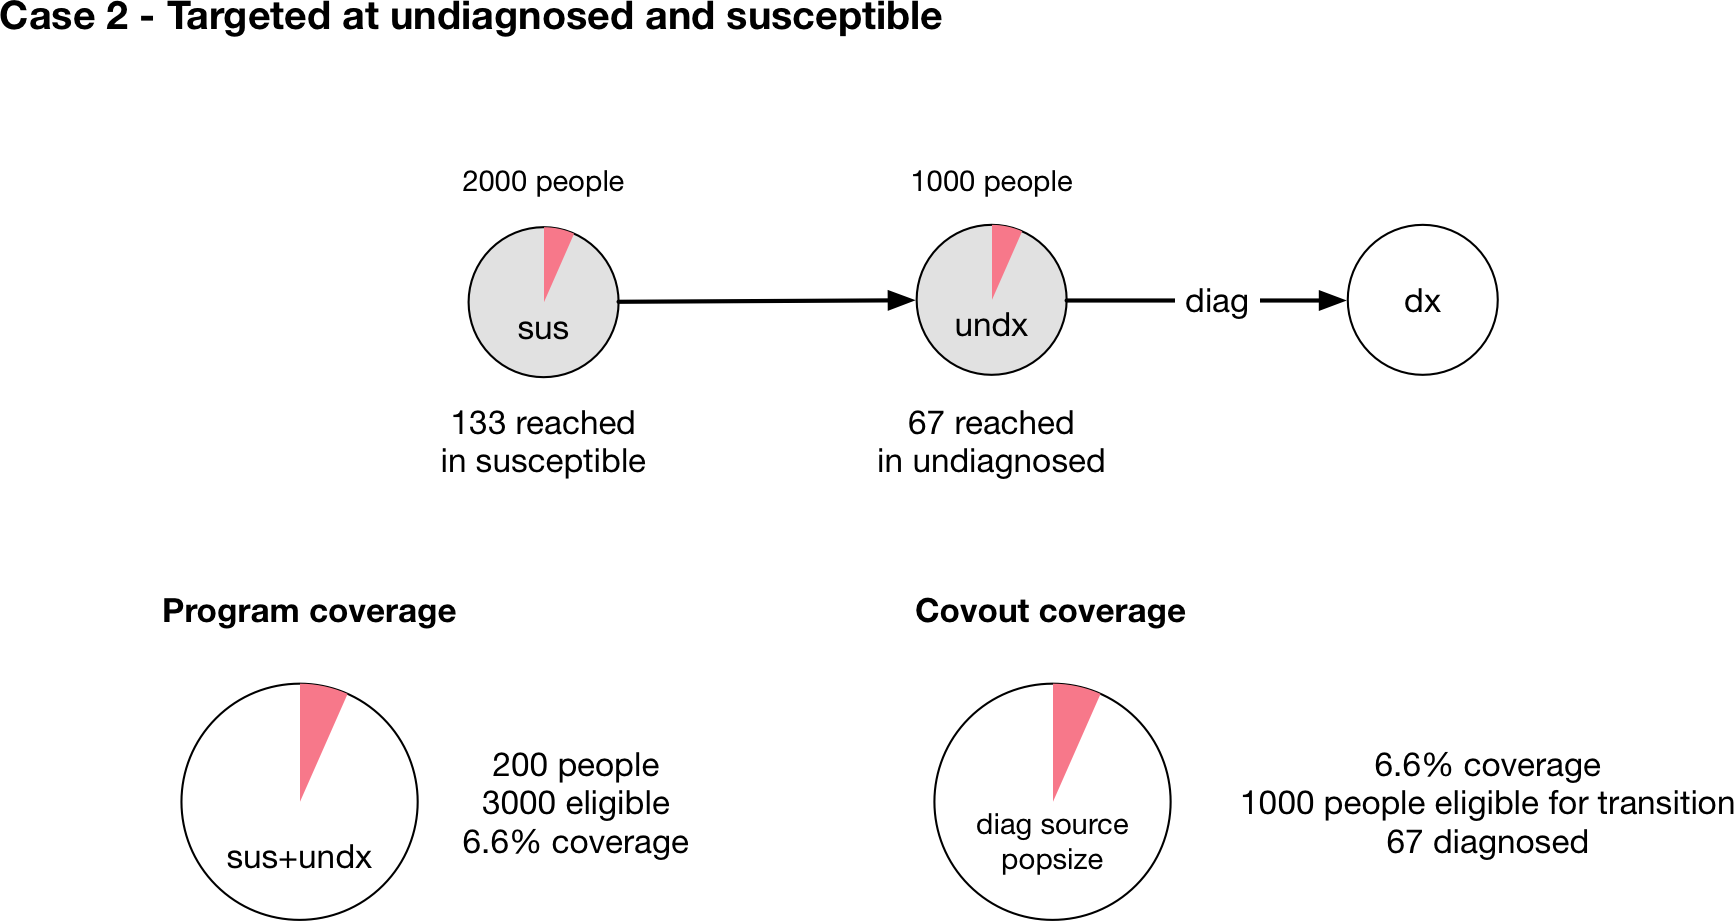 Case 2 - Targeted at undiagnosed and susceptible
2000 people
1000 people
sus
undx
diag
dx
133 reached
in susceptible
67 reached
in undiagnosed
Program coverage
Covout coverage
sus+undx
200 people
3000 eligible
6.6% coverage
diag source
popsize
6.6% coverage
1000 people eligible for transition
67 diagnosed